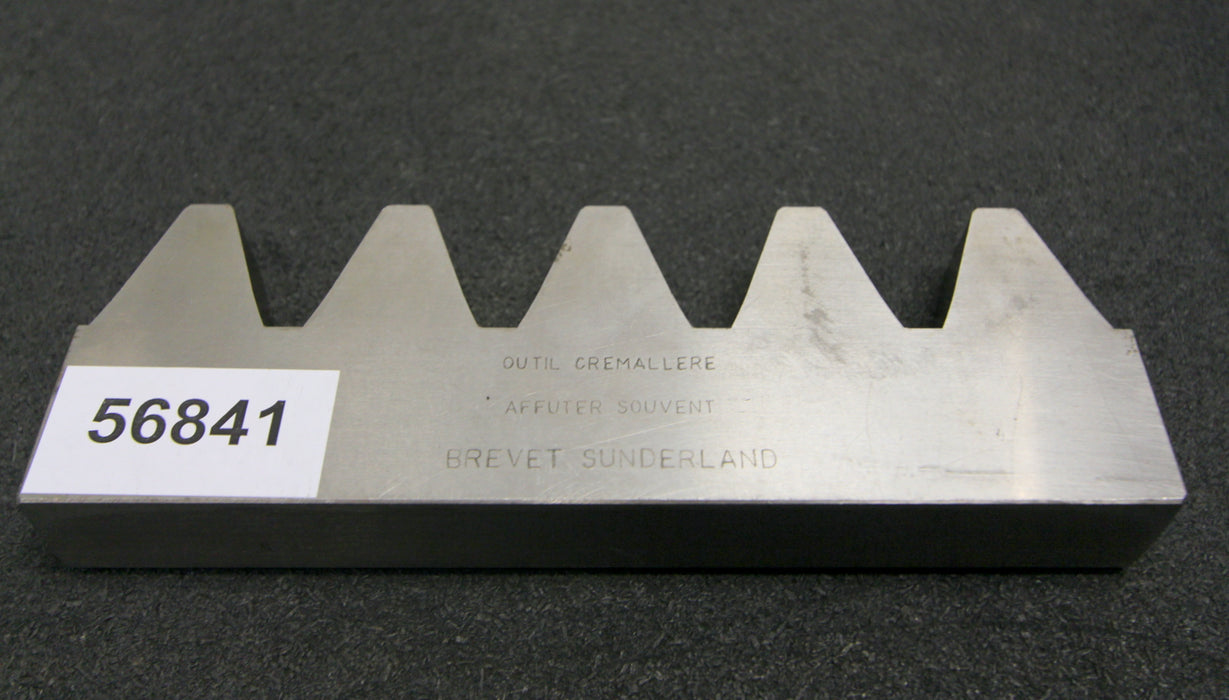 OUTIL CREMALLERE
AFFUTER SOUVENT
BREVET SUNDERLAND
56841